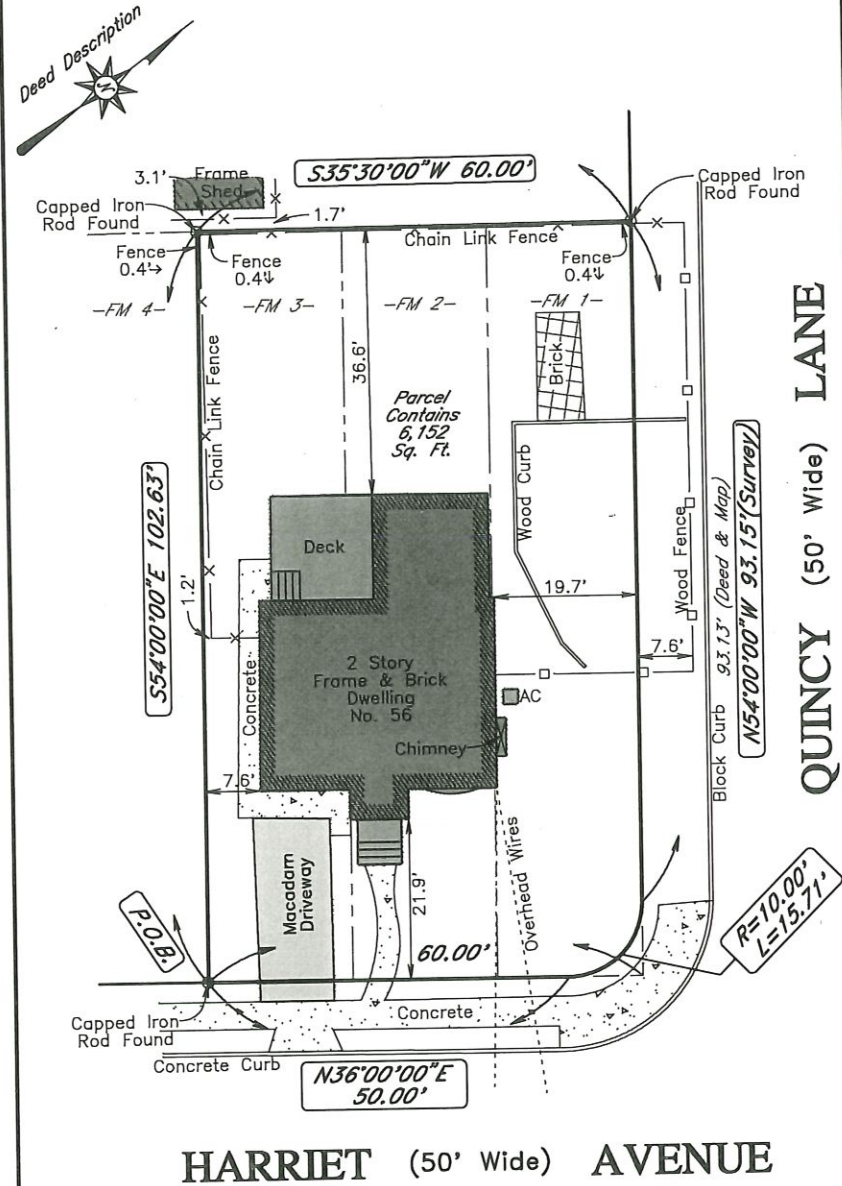 Deed Description
N
S35°30'00"W 60.00'
3.1'
Frame
Shed
1.7'
Capped Iron
Rod Found
Capped Iron
Rod Found
Chain Link Fence
Fence
0.4'→
Fence
0.4'↓
Fence
0.4'↓
-FM 4-
-FM 3-
-FM 2-
-FM 1-
Chain Link Fence
36.6'
Brick
Parcel
Contains
6,152
Sq. Ft.
Wood Curb
Wood Fence
S54°00'00"E 102.63'
93.13' (Deed & Map)
N54°00'00"W 93.15'(Survey)
QUINCY (50' Wide) LANE
Deck
1.2'
19.7'
7.6'
Concrete
2 Story
Frame & Brick
Dwelling
No. 56
AC
Chimney
Block Curb
7.6'
Macadam
Driveway
21.9'
Overhead Wires
P.O.B.
60.00'
R=10.00'
L=15.71'
Capped Iron
Rod Found
Concrete
Concrete Curb
N36°00'00"E
50.00'
HARRIET (50' Wide) AVENUE